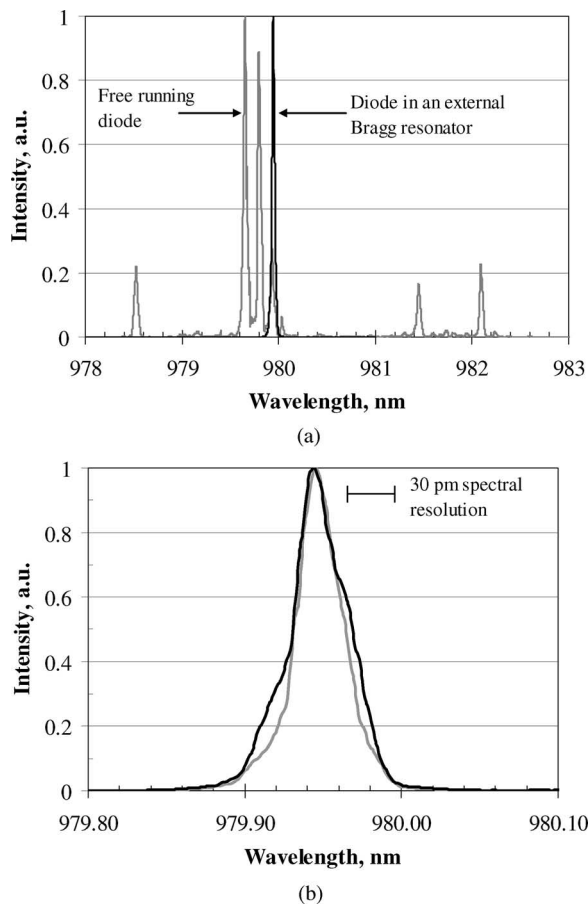 1
0.8
0.6
0.4
0.2
0
Intensity, a.u.
Free running
diode
Diode in an external
Bragg resonator
978
979
980
981
982
983
Wavelength, nm
(a)
1
0.8
0.6
0.4
0.2
0
Intensity, a.u.
30 pm spectral
resolution
979.80
979.90
980.00
980.10
Wavelength, nm
(b)